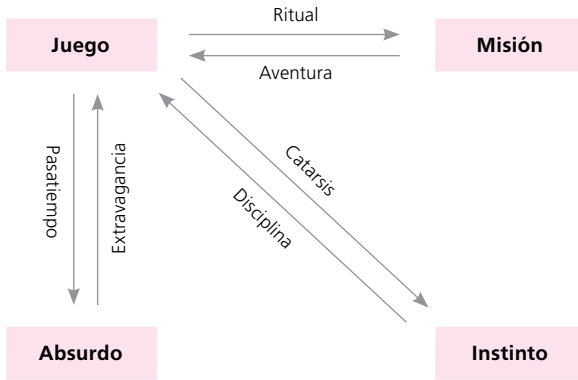 Ritual
Juego
Misión
Aventura
Pasatiempo
Extravagancia
Catarsis
Disciplina
Absurdo
Instinto